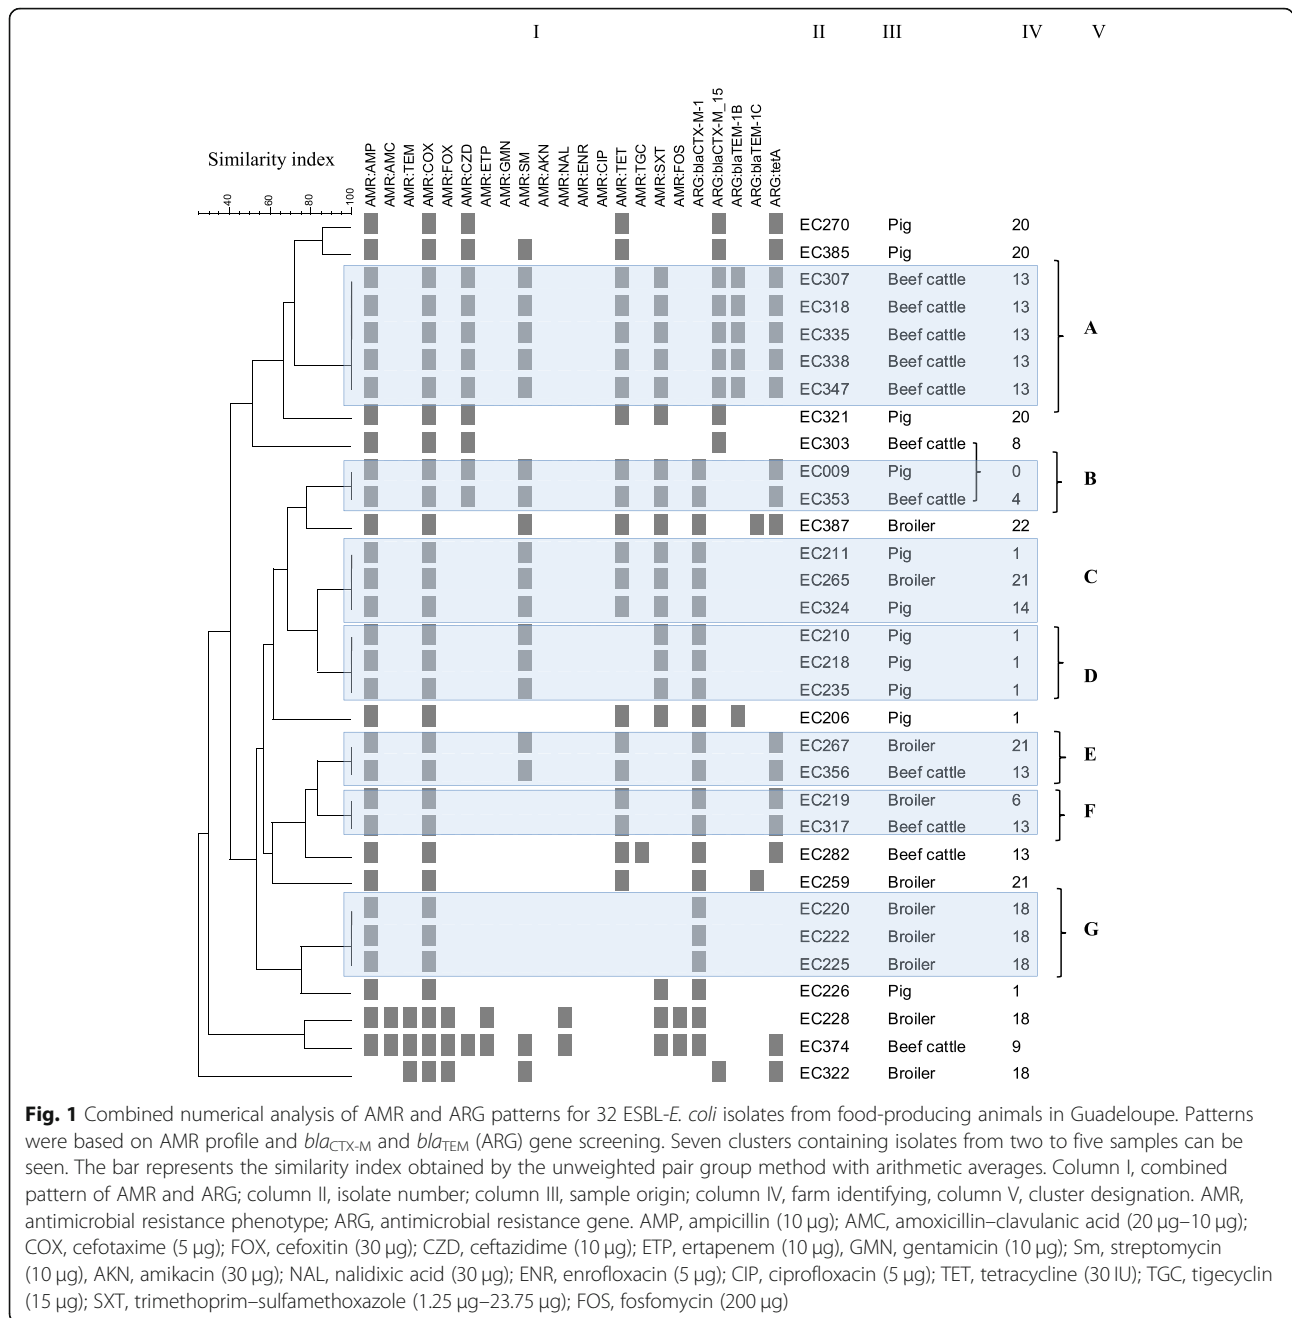 I II III IV V
Similarity index
40 60 80 100
AMR:AMP
AMR:AMC
AMR:TEM
AMR:COX
AMR:FOX
AMR:CZD
AMR:ETP
AMR:GMN
AMR:SM
AMR:AKN
AMR:NAL
AMR:ENR
AMR:CIP
AMR:TET
AMR:TGC
AMR:SXT
AMR:FOS
ARG:blaCTX-M-1
ARG:blaCTX-M_15
ARG:blaTEM-1B
ARG:blaTEM-1C
ARG:tetA
EC270 Pig 20
EC385 Pig 20
EC307 Beef cattle 13
EC318 Beef cattle 13
A
EC335 Beef cattle 13
EC338 Beef cattle 13
EC347 Beef cattle 13
EC321 Pig 20
EC303 Beef cattle 8
EC009 Pig 0
B
EC353 Beef cattle 4
EC387 Broiler 22
EC211 Pig 1
C
EC265 Broiler 21
EC324 Pig 14
EC210 Pig 1
EC218 Pig 1
D
EC235 Pig 1
EC206 Pig 1
EC267 Broiler 21
E
EC356 Beef cattle 13
EC219 Broiler 6
F
EC317 Beef cattle 13
EC282 Beef cattle 13
EC259 Broiler 21
EC220 Broiler 18
G
EC222 Broiler 18
EC225 Broiler 18
EC226 Pig 1
EC228 Broiler 18
EC374 Beef cattle 9
EC322 Broiler 18
Fig. 1 Combined numerical analysis of AMR and ARG patterns for 32 ESBL-E. coli isolates from food-producing animals in Guadeloupe. Patterns
were based on AMR profile and blaCTX-M and blaTEM (ARG) gene screening. Seven clusters containing isolates from two to five samples can be
seen. The bar represents the similarity index obtained by the unweighted pair group method with arithmetic averages. Column I, combined
pattern of AMR and ARG; column II, isolate number; column III, sample origin; column IV, farm identifying, column V, cluster designation. AMR,
antimicrobial resistance phenotype; ARG, antimicrobial resistance gene. AMP, ampicillin (10 μg); AMC, amoxicillin–clavulanic acid (20 μg–10 μg);
COX, cefotaxime (5 μg); FOX, cefoxitin (30 μg); CZD, ceftazidime (10 μg); ETP, ertapenem (10 μg), GMN, gentamicin (10 μg); Sm, streptomycin
(10 μg), AKN, amikacin (30 μg); NAL, nalidixic acid (30 μg); ENR, enrofloxacin (5 μg); CIP, ciprofloxacin (5 μg); TET, tetracycline (30 IU); TGC, tigecyclin
(15 μg); SXT, trimethoprim–sulfamethoxazole (1.25 μg–23.75 μg); FOS, fosfomycin (200 μg)